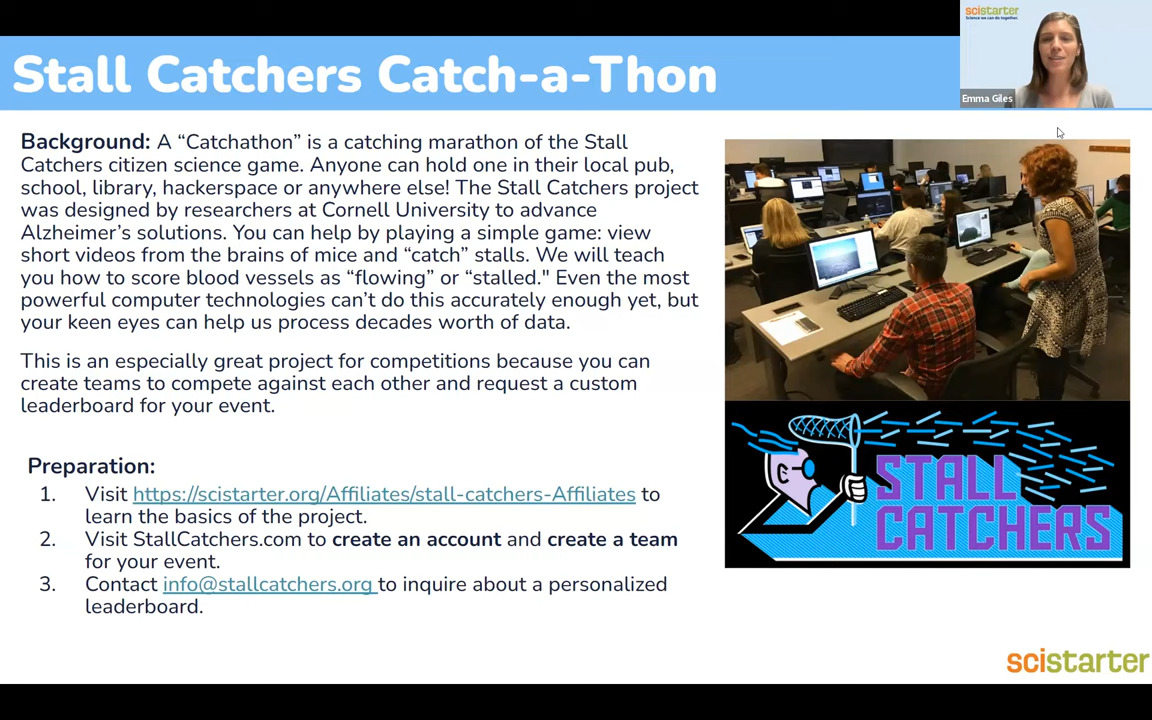 scistarter
Science we can do together.
Emma Giles
Stall Catchers Catch-a-Thon
Background: A “Catchathon” is a catching marathon of the Stall
Catchers citizen science game. Anyone can hold one in their local pub,
school, library, hackerspace or anywhere else! The Stall Catchers project
was designed by researchers at Cornell University to advance
Alzheimer’s solutions. You can help by playing a simple game: view
short videos from the brains of mice and “catch” stalls. We will teach
you how to score blood vessels as “flowing” or “stalled." Even the most
powerful computer technologies can’t do this accurately enough yet, but
your keen eyes can help us process decades worth of data.
This is an especially great project for competitions because you can
create teams to compete against each other and request a custom
leaderboard for your event.
Preparation:
1. Visit https://scistarter.org/Affiliates/stall-catchers-Affiliates to
learn the basics of the project.
2. Visit StallCatchers.com to create an account and create a team
for your event.
3. Contact info@stallcatchers.org to inquire about a personalized
leaderboard.
STALL
CATCHERS
scistarter